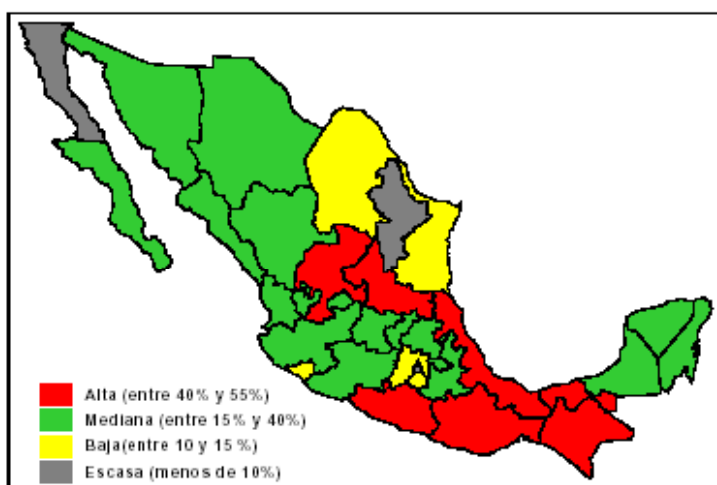 Alta (entre 40% y 55%)
Mediana (entre 15% y 40%)
Baja(entre 10 y 15 %)
Escasa (menos de 10%)